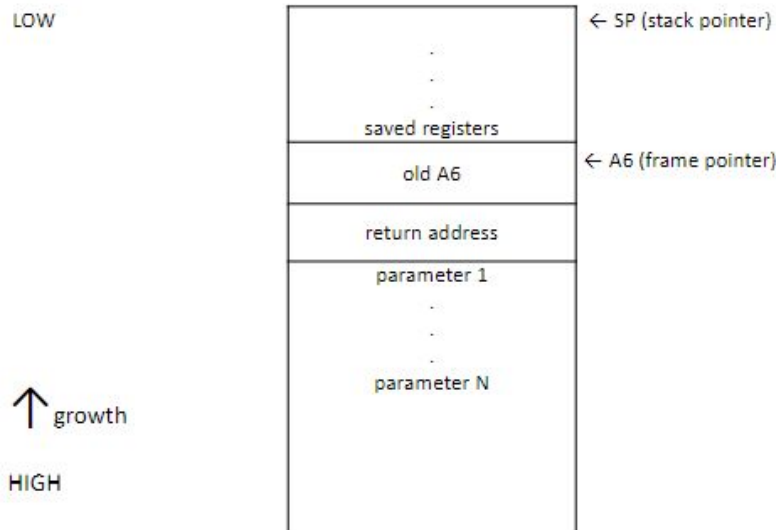 LOW
← SP (stack pointer)
.
.
.
saved registers
old A6
← A6 (frame pointer)
return address
parameter 1
.
.
.
parameter N
↑ growth
HIGH